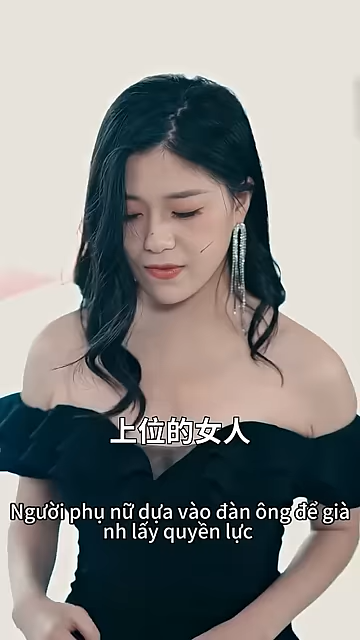 上位的女人
Người phụ nữ dựa vào đàn ông để già
nh lấy quyền lực